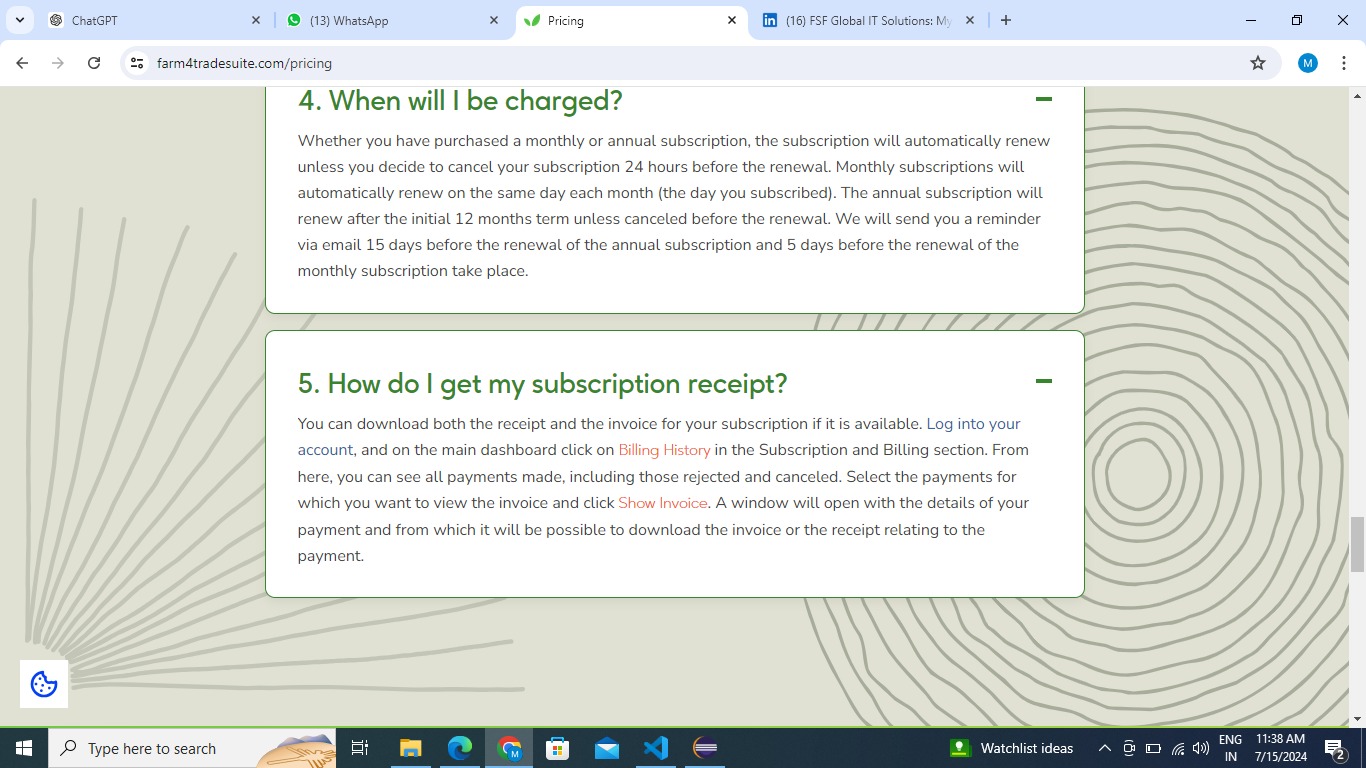 ChatGPT
(13) WhatsApp
Pricing
(16) FSF Global IT Solutions: My
farm4tradesuite.com/pricing
M
4. When will I be charged?
Whether you have purchased a monthly or annual subscription, the subscription will automatically renew
unless you decide to cancel your subscription 24 hours before the renewal. Monthly subscriptions will
automatically renew on the same day each month (the day you subscribed). The annual subscription will
renew after the initial 12 months term unless canceled before the renewal. We will send you a reminder
via email 15 days before the renewal of the annual subscription and 5 days before the renewal of the
monthly subscription take place.
5. How do I get my subscription receipt?
You can download both the receipt and the invoice for your subscription if it is available. Log into your
account, and on the main dashboard click on Billing History in the Subscription and Billing section. From
here, you can see all payments made, including those rejected and canceled. Select the payments for
which you want to view the invoice and click Show Invoice. A window will open with the details of your
payment and from which it will be possible to download the invoice or the receipt relating to the
payment.
Type here to search
M
Watchlist ideas
ENG
IN
11:38 AM
7/15/2024
2